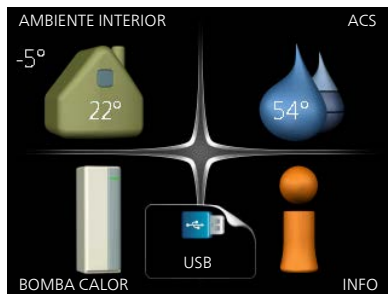 AMBIENTE INTERIOR
ACS
-5°
22°
54°
USB
BOMBA CALOR
INFO